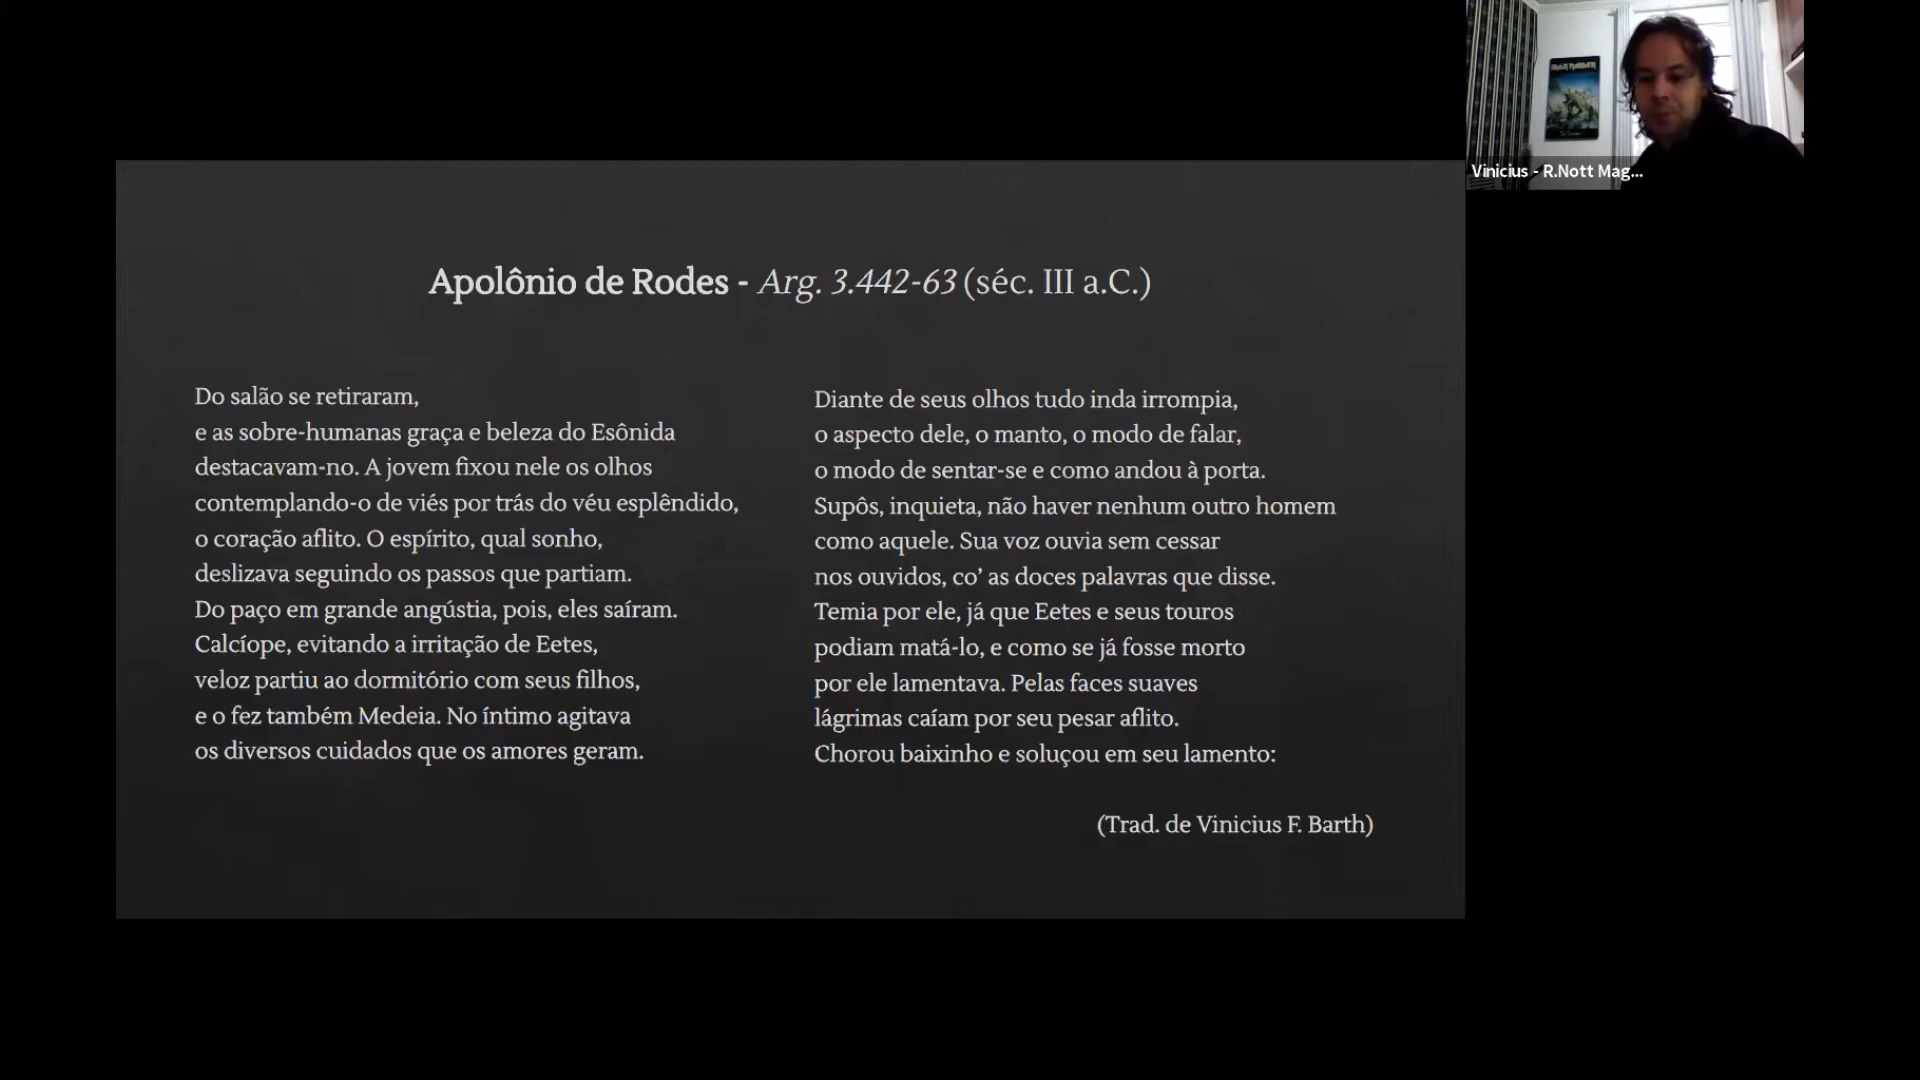 Vinicius - R.Nott Mag...
Apolônio de Rodes - Arg. 3.442-63 (séc. III a.C.)
Do salão se retiraram,
e as sobre-humanas graça e beleza do Esônida
destacavam-no. A jovem fixou nele os olhos
contemplando-o de viés por trás do véu esplêndido,
o coração aflito. O espírito, qual sonho,
deslizava seguindo os passos que partiam.
Do paço em grande angústia, pois, eles saíram.
Calcíope, evitando a irritação de Eetes,
veloz partiu ao dormitório com seus filhos,
e o fez também Medeia. No íntimo agitava
os diversos cuidados que os amores geram.
Diante de seus olhos tudo inda irrompia,
o aspecto dele, o manto, o modo de falar,
o modo de sentar-se e como andou à porta.
Supôs, inquieta, não haver nenhum outro homem
como aquele. Sua voz ouvia sem cessar
nos ouvidos, co’ as doces palavras que disse.
Temia por ele, já que Eetes e seus touros
podiam matá-lo, e como se já fosse morto
por ele lamentava. Pelas faces suaves
lágrimas caíam por seu pesar aflito.
Chorou baixinho e soluçou em seu lamento:
(Trad. de Vinicius F. Barth)